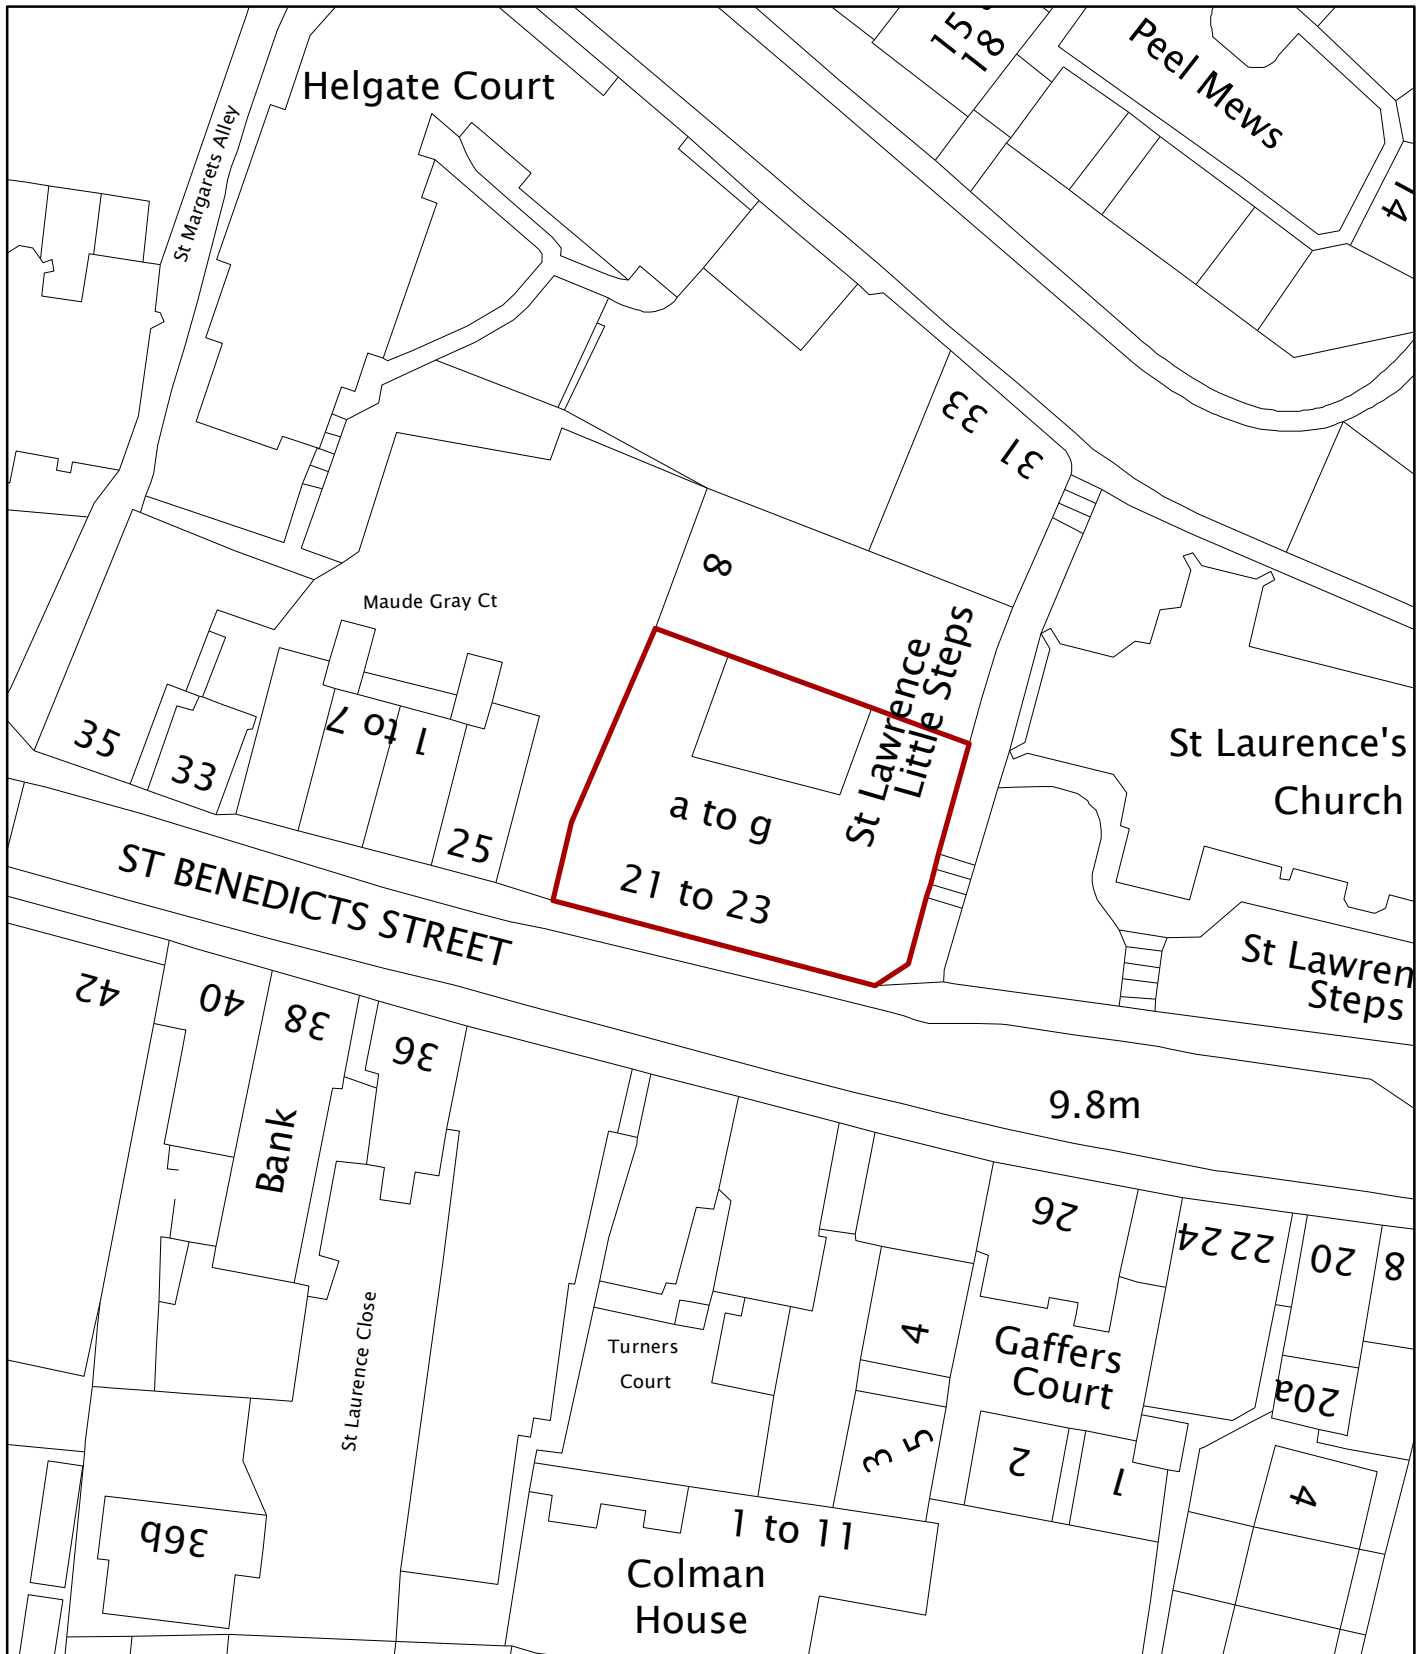 15
18
Peel Mews
Helgate Court
St Margarets Alley
14
33
31
8
Maude Gray Ct
St Lawrence
Little Steps
35
33
1 to 7
25
a to g
21 to 23
St Laurence's
Church
ST BENEDICTS STREET
St Lawren
Steps
42
40
38
36
Bank
9.8m
26
24
22
20
8
St Laurence Close
Turners
Court
4
Gaffers
Court
20a
3
5
2
1
4
36b
1 to 11
Colman
House